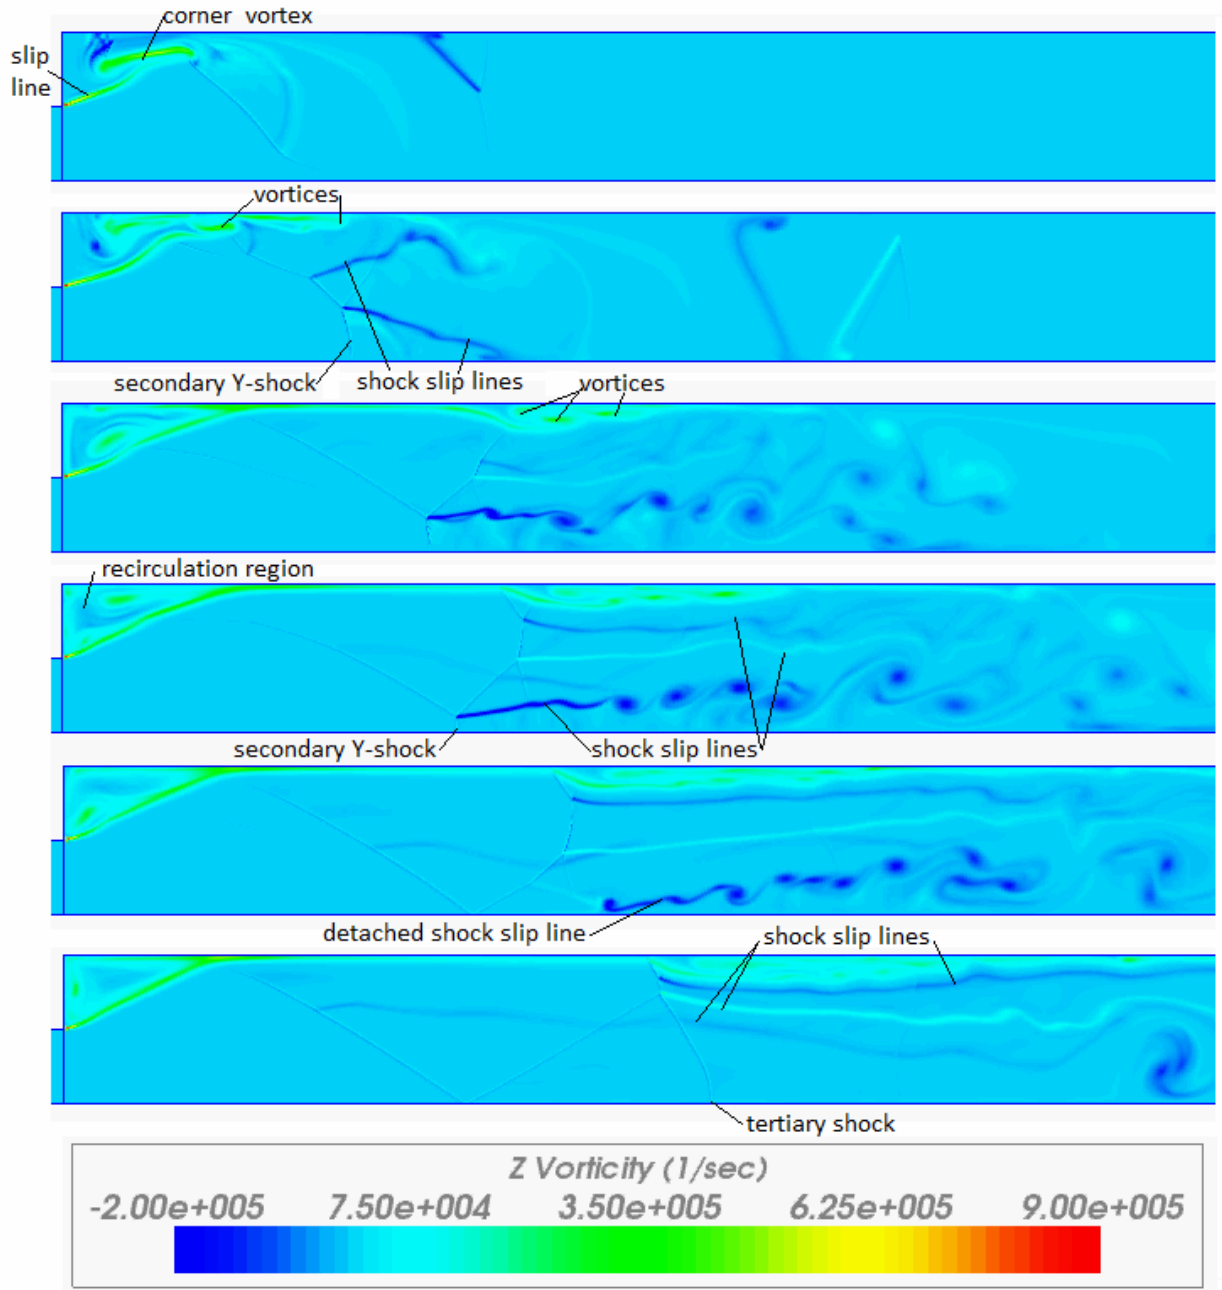 corner vortex
slip
line
vortices
secondary Y-shock
shock slip lines
vortices
recirculation region
secondary Y-shock
shock slip lines
detached shock slip line
shock slip lines
tertiary shock
Z Vorticity (1/sec)
-2.00e+005 7.50e+004 3.50e+005 6.25e+005 9.00e+005